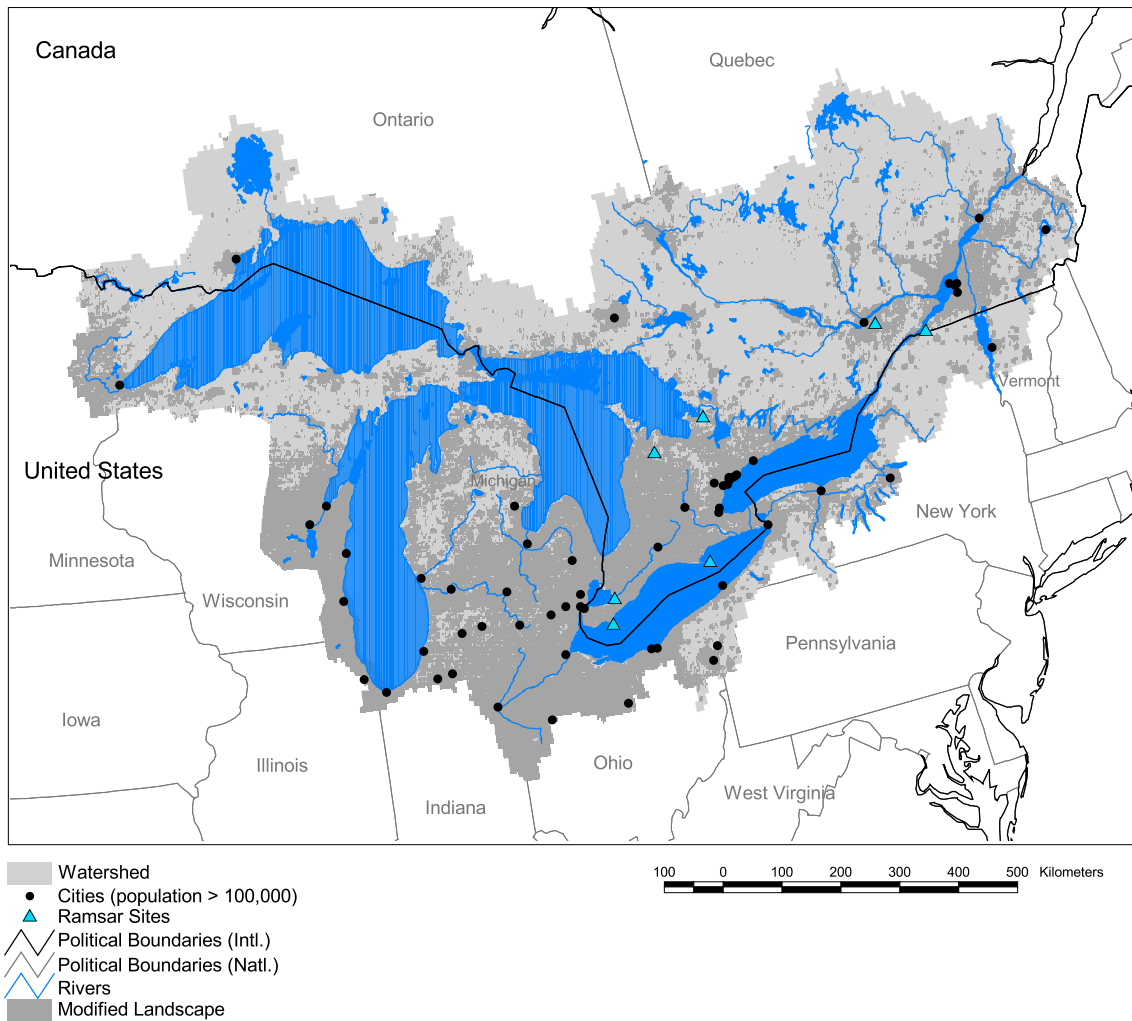 Canada
Quebec
Ontario
Vermont
United States
Michigan
New York
Minnesota
Wisconsin
Pennsylvania
Iowa
Illinois
Ohio
West Virginia
Indiana
Watershed
Cities (population > 100,000)
Ramsar Sites
Political Boundaries (Intl.)
Political Boundaries (Natl.)
Rivers
Modified Landscape
100 0 100 200 300 400 500 Kilometers